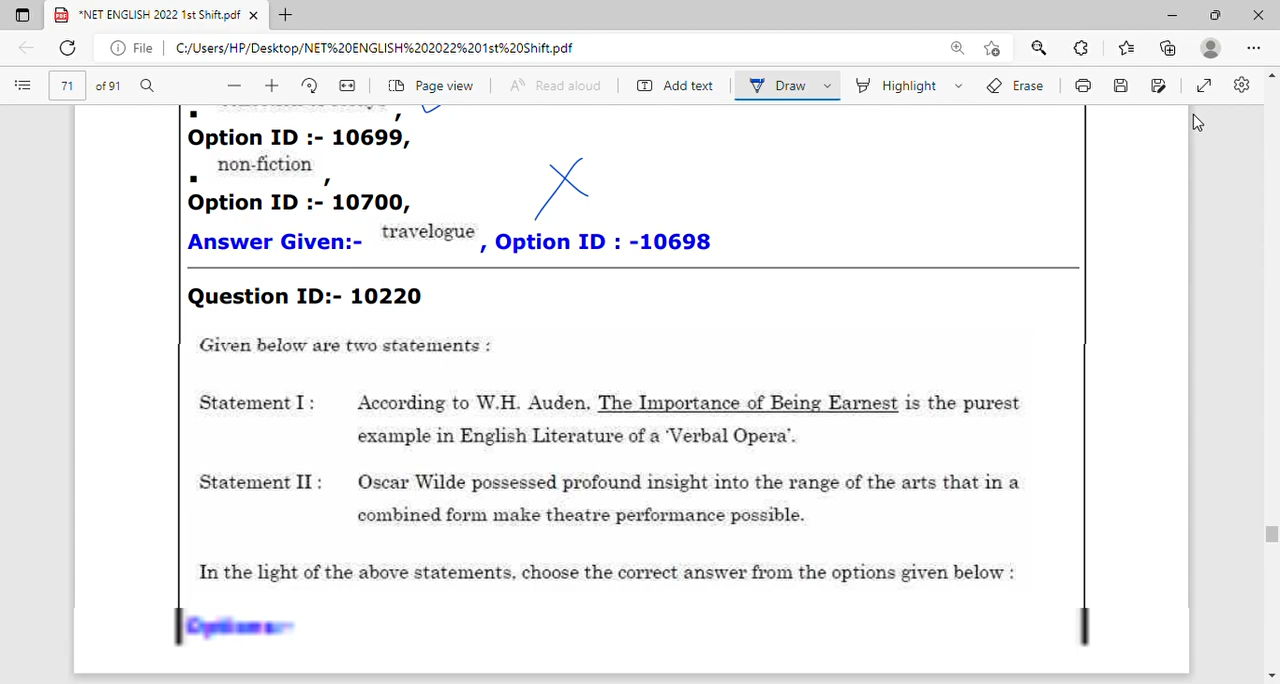 *NET ENGLISH 2022 1st Shift.pdf
File C:/Users/HP/Desktop/NET%20ENGLISH%202022%201st%20Shift.pdf
71 of 91 Page view Read aloud Add text Draw Highlight Erase
,
Option ID :- 10699,
non-fiction ,
Option ID :- 10700,
Answer Given:- travelogue , Option ID : -10698
Question ID:- 10220
Given below are two statements :
Statement I : According to W.H. Auden, The Importance of Being Earnest is the purest
example in English Literature of a 'Verbal Opera'.
Statement II : Oscar Wilde possessed profound insight into the range of the arts that in a
combined form make theatre performance possible.
In the light of the above statements, choose the correct answer from the options given below :
Options:-